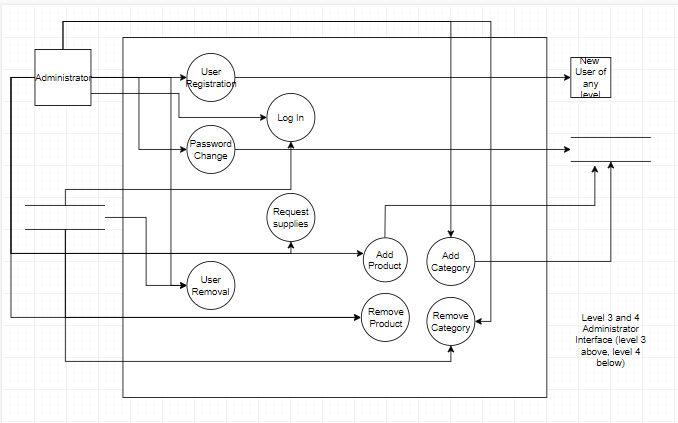 New
User of
any
level
User
Registration
Administrator
Log In
Password
Change
Request
supplies
Add
Product
Add
Category
User
Removal
Remove
Product
Remove
Category
Level 3 and 4
Administrator
Interface (level 3
above, level 4
below)